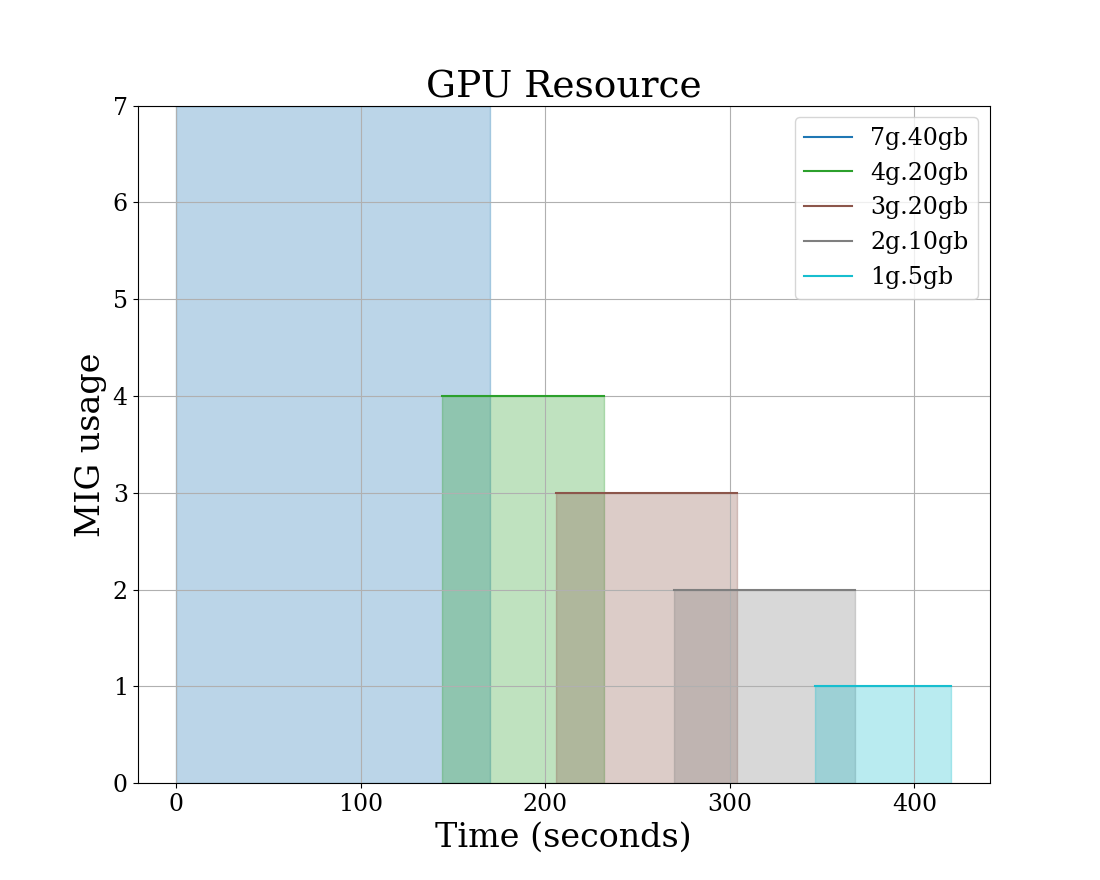 GPU Resource
7
6
5
4
3
2
1
0
MIG usage
7g.40gb
4g.20gb
3g.20gb
2g.10gb
1g.5gb
0 100 200 300 400
Time (seconds)